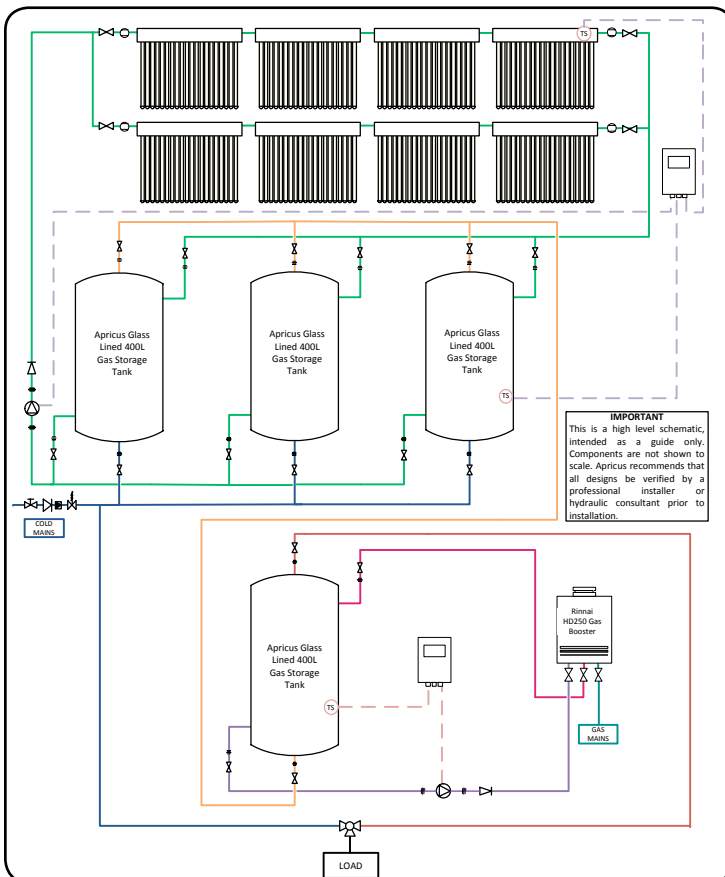 TS
Apricus Glass
Lined 400L
Gas Storage
Tank
Apricus Glass
Lined 400L
Gas Storage
Tank
Apricus Glass
Lined 400L
Gas Storage
Tank
TS
IMPORTANT
This is a high level schematic,
intended as a guide only.
Components are not shown to
scale. Apricus recommends that
all designs be verified by a
professional installer or
hydraulic consultant prior to
installation.
COLD
MAINS
Apricus Glass
Lined 400L
Gas Storage
Tank
TS
Rinnai
HD250 Gas
Booster
GAS
MAINS
LOAD